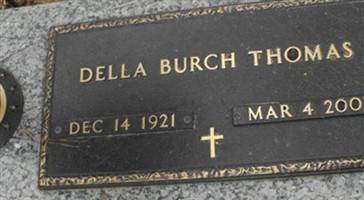 DELLA BURCH THOMAS
DEC 14 1921
MAR 4 200